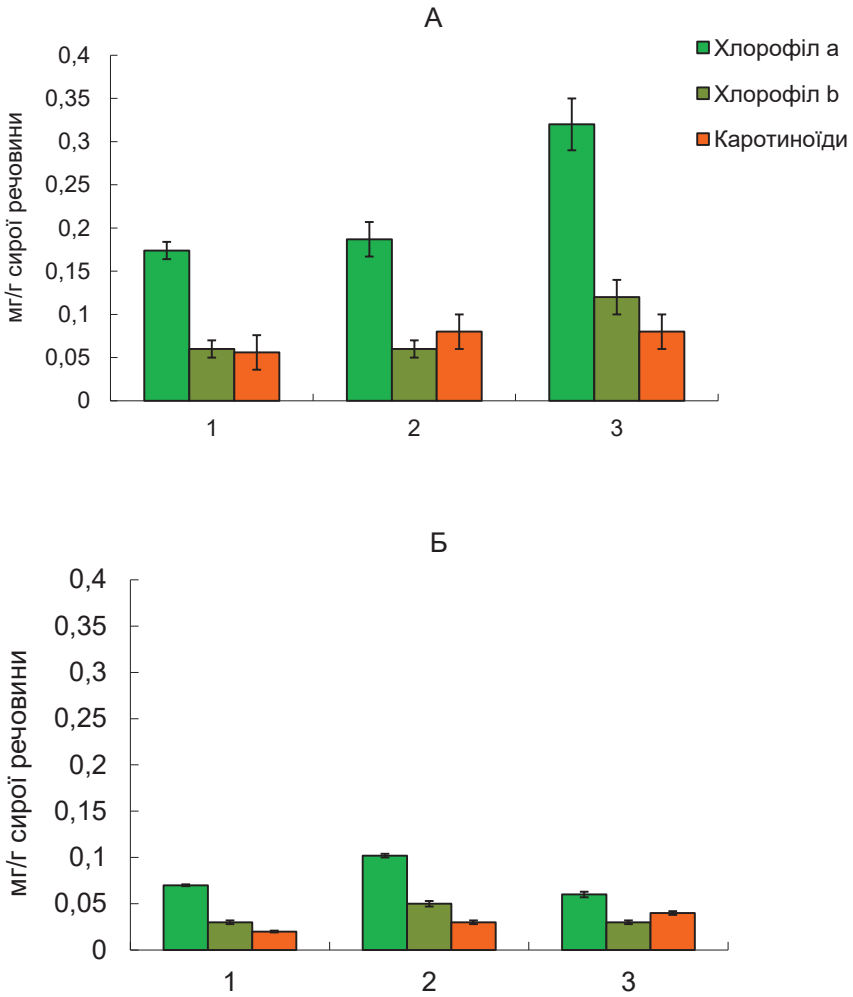 А
Хлорофіл a
Хлорофіл b
Каротиноїди
мг/г сирої речовини
0,4
0,35
0,3
0,25
0,2
0,15
0,1
0,05
0
1 2 3
Б
мг/г сирої речовини
0,4
0,35
0,3
0,25
0,2
0,15
0,1
0,05
0
1 2 3